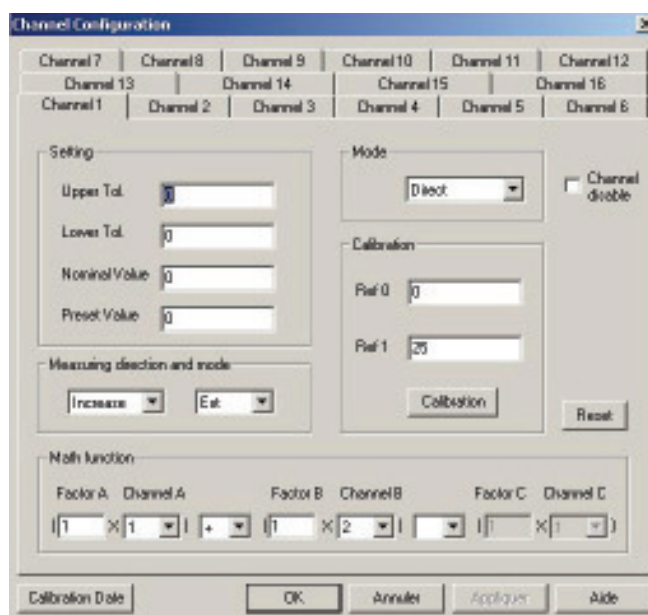 Channel Configuration
Channel 7 Channel 8 Channel 9 Channel 10 Channel 11 Channel 12
Channel 13 Channel 14 Channel 15 Channel 16
Channel 1 Channel 2 Channel 3 Channel 4 Channel 5 Channel 6
Setting
Upper Tol. 0
Lower Tol. 0
Nominal Value 0
Preset Value 0
Mode
Direct
Channel disable
Calibration
Ref 0 0
Ref 1 25
Calibration
Measuring direction and mode
Increase Ext
Reset
Math function
Factor A Channel A Factor B Channel B Factor C Channel C
( 1 X 1 ) + ( 1 X 2 ) ( 1 X 1 )
Calibration Date OK Annuler Appliquer Aide